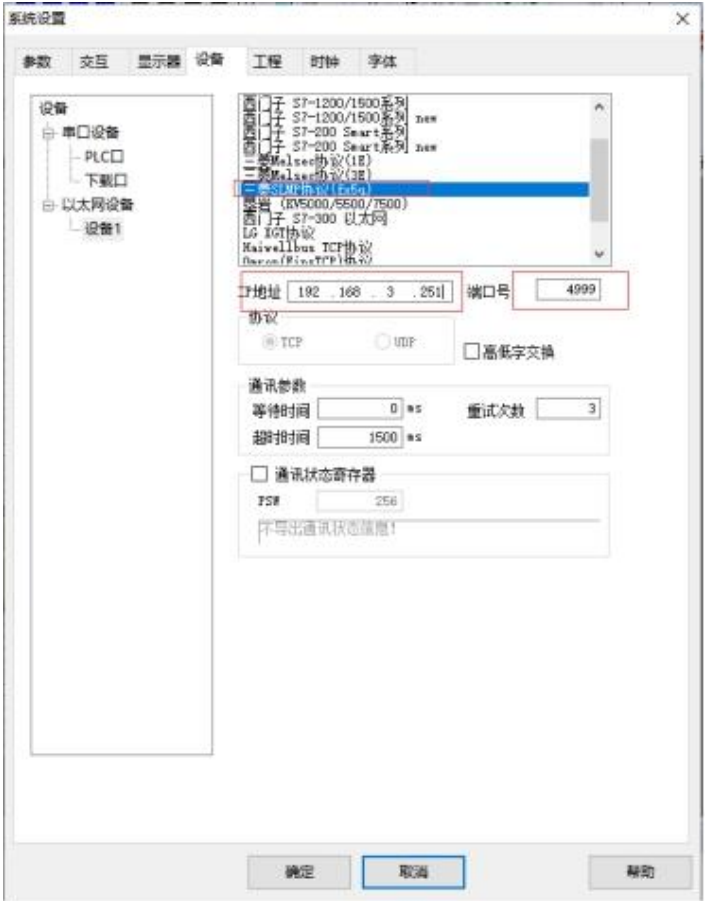 系统设置
参数 交互 显示器 设备 工程 时钟 字体
设备
串口设备
PLC口
下载口
以太网设备
设备1
西门子 S7-1200/1500系列
西门子 S7-1200/1500系列 new
西门子 S7-200 Smart系列
西门子 S7-200 Smart系列 new
三菱Melsec协议(1E)
三菱Melsec协议(3E)
三菱SLMP协议(Fx5u)
基恩 (KV5000/5500/7500)
西门子 S7-300 以太网
LG XGT协议
Haiwellbus TCP协议
Omron(FinsTCP)协议
IP地址 192 .168 . 3 .251 端口号 4999
协议
TCP UDP
高低字交换
通讯参数
等待时间 0 ms 重试次数 3
超时时间 1500 ms
通讯状态寄存器
PSW 256
不导出通讯状态信息!
确定 取消 帮助